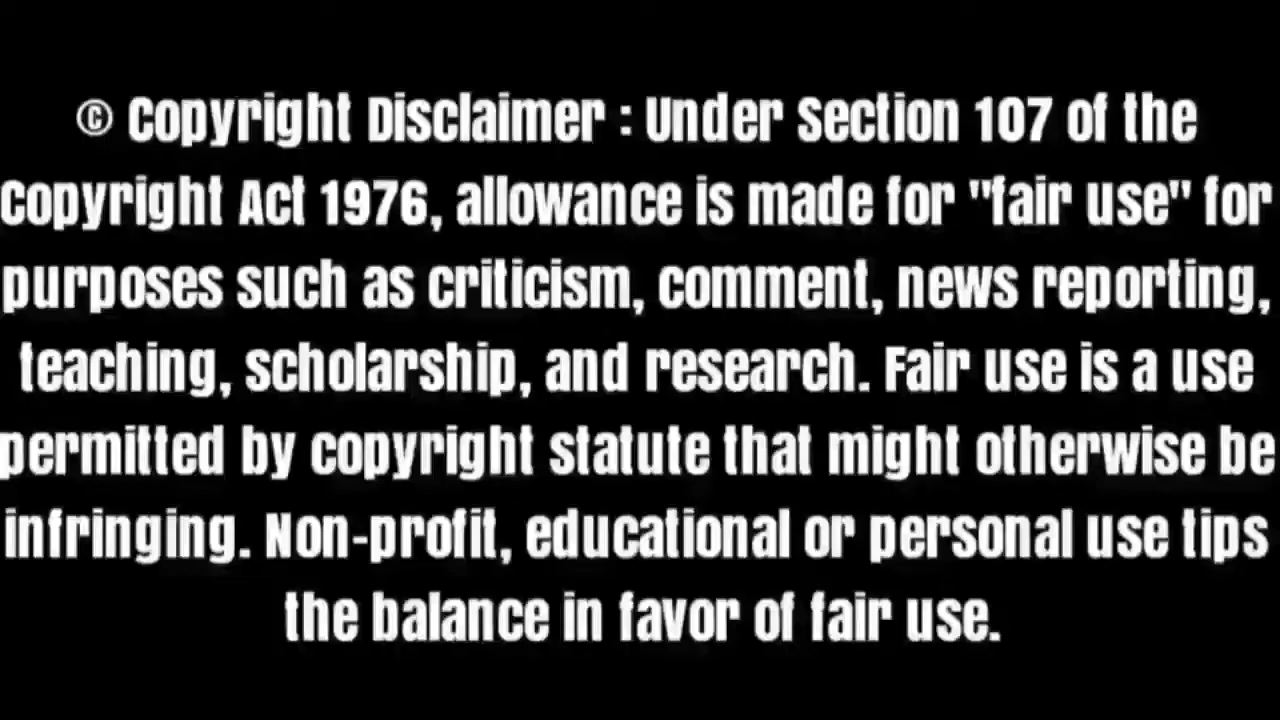 © Copyright Disclaimer : Under Section 107 of the
Copyright Act 1976, allowance is made for "fair use" for
purposes such as criticism, comment, news reporting,
teaching, scholarship, and research. Fair use is a use
permitted by copyright statute that might otherwise be
infringing. Non-profit, educational or personal use tips
the balance in favor of fair use.